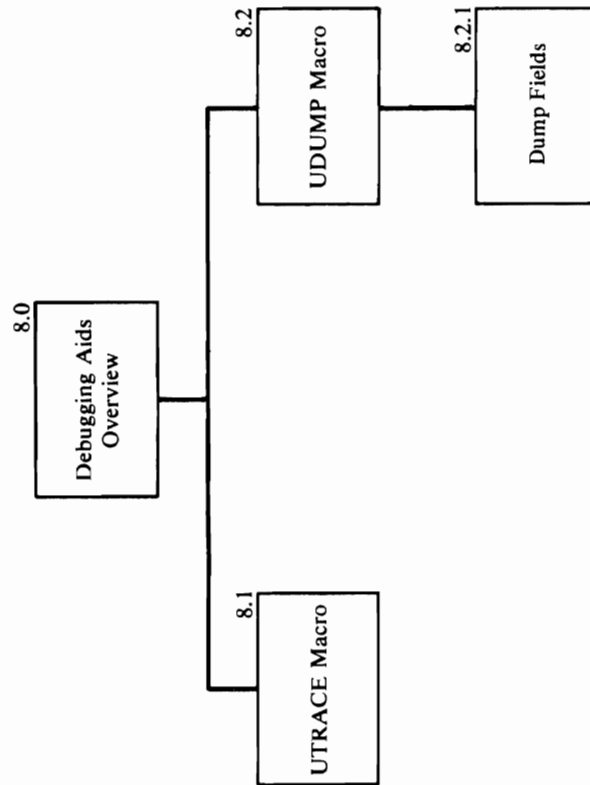 8.0
Debugging Aids
Overview
8.1
UTRACE Macro
8.2
UDUMP Macro
8.2.1
Dump Fields